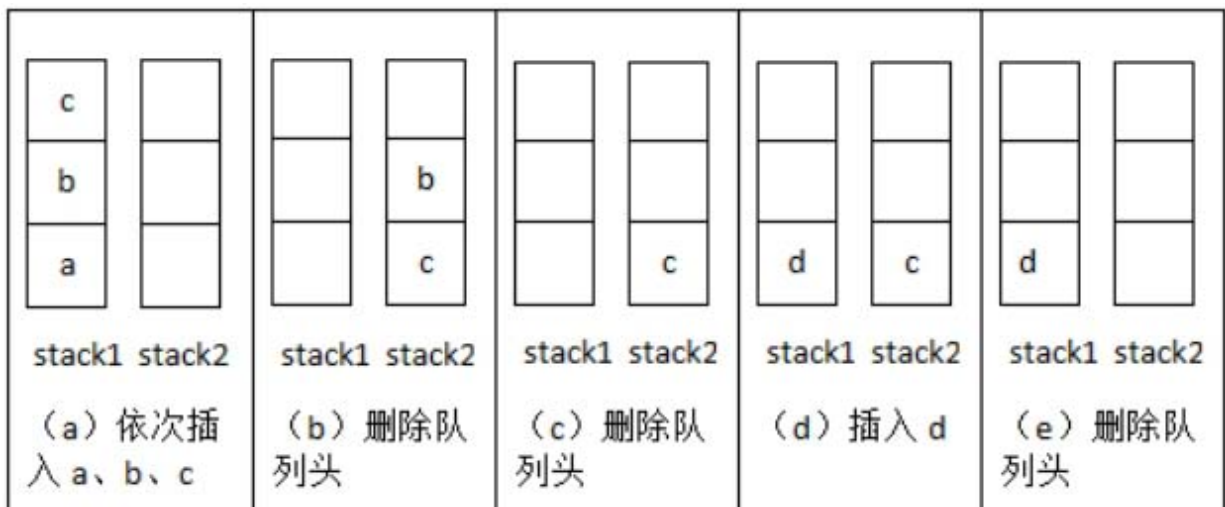 c
b
a
stack1 stack2
（a）依次插
入 a、b、c
b
c
stack1 stack2
（b）删除队
列头
c
stack1 stack2
（c）删除队
列头
d c
stack1 stack2
（d）插入 d
d
stack1 stack2
（e）删除队
列头